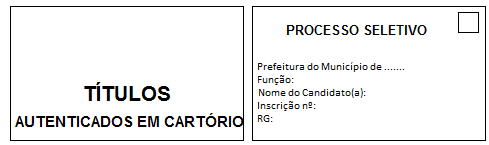 TÍTULOS
AUTENTICADOS EM CARTÓRIO
PROCESSO SELETIVO
Prefeitura do Município de .......
Função:
Nome do Candidato(a):
Inscrição nº:
RG: